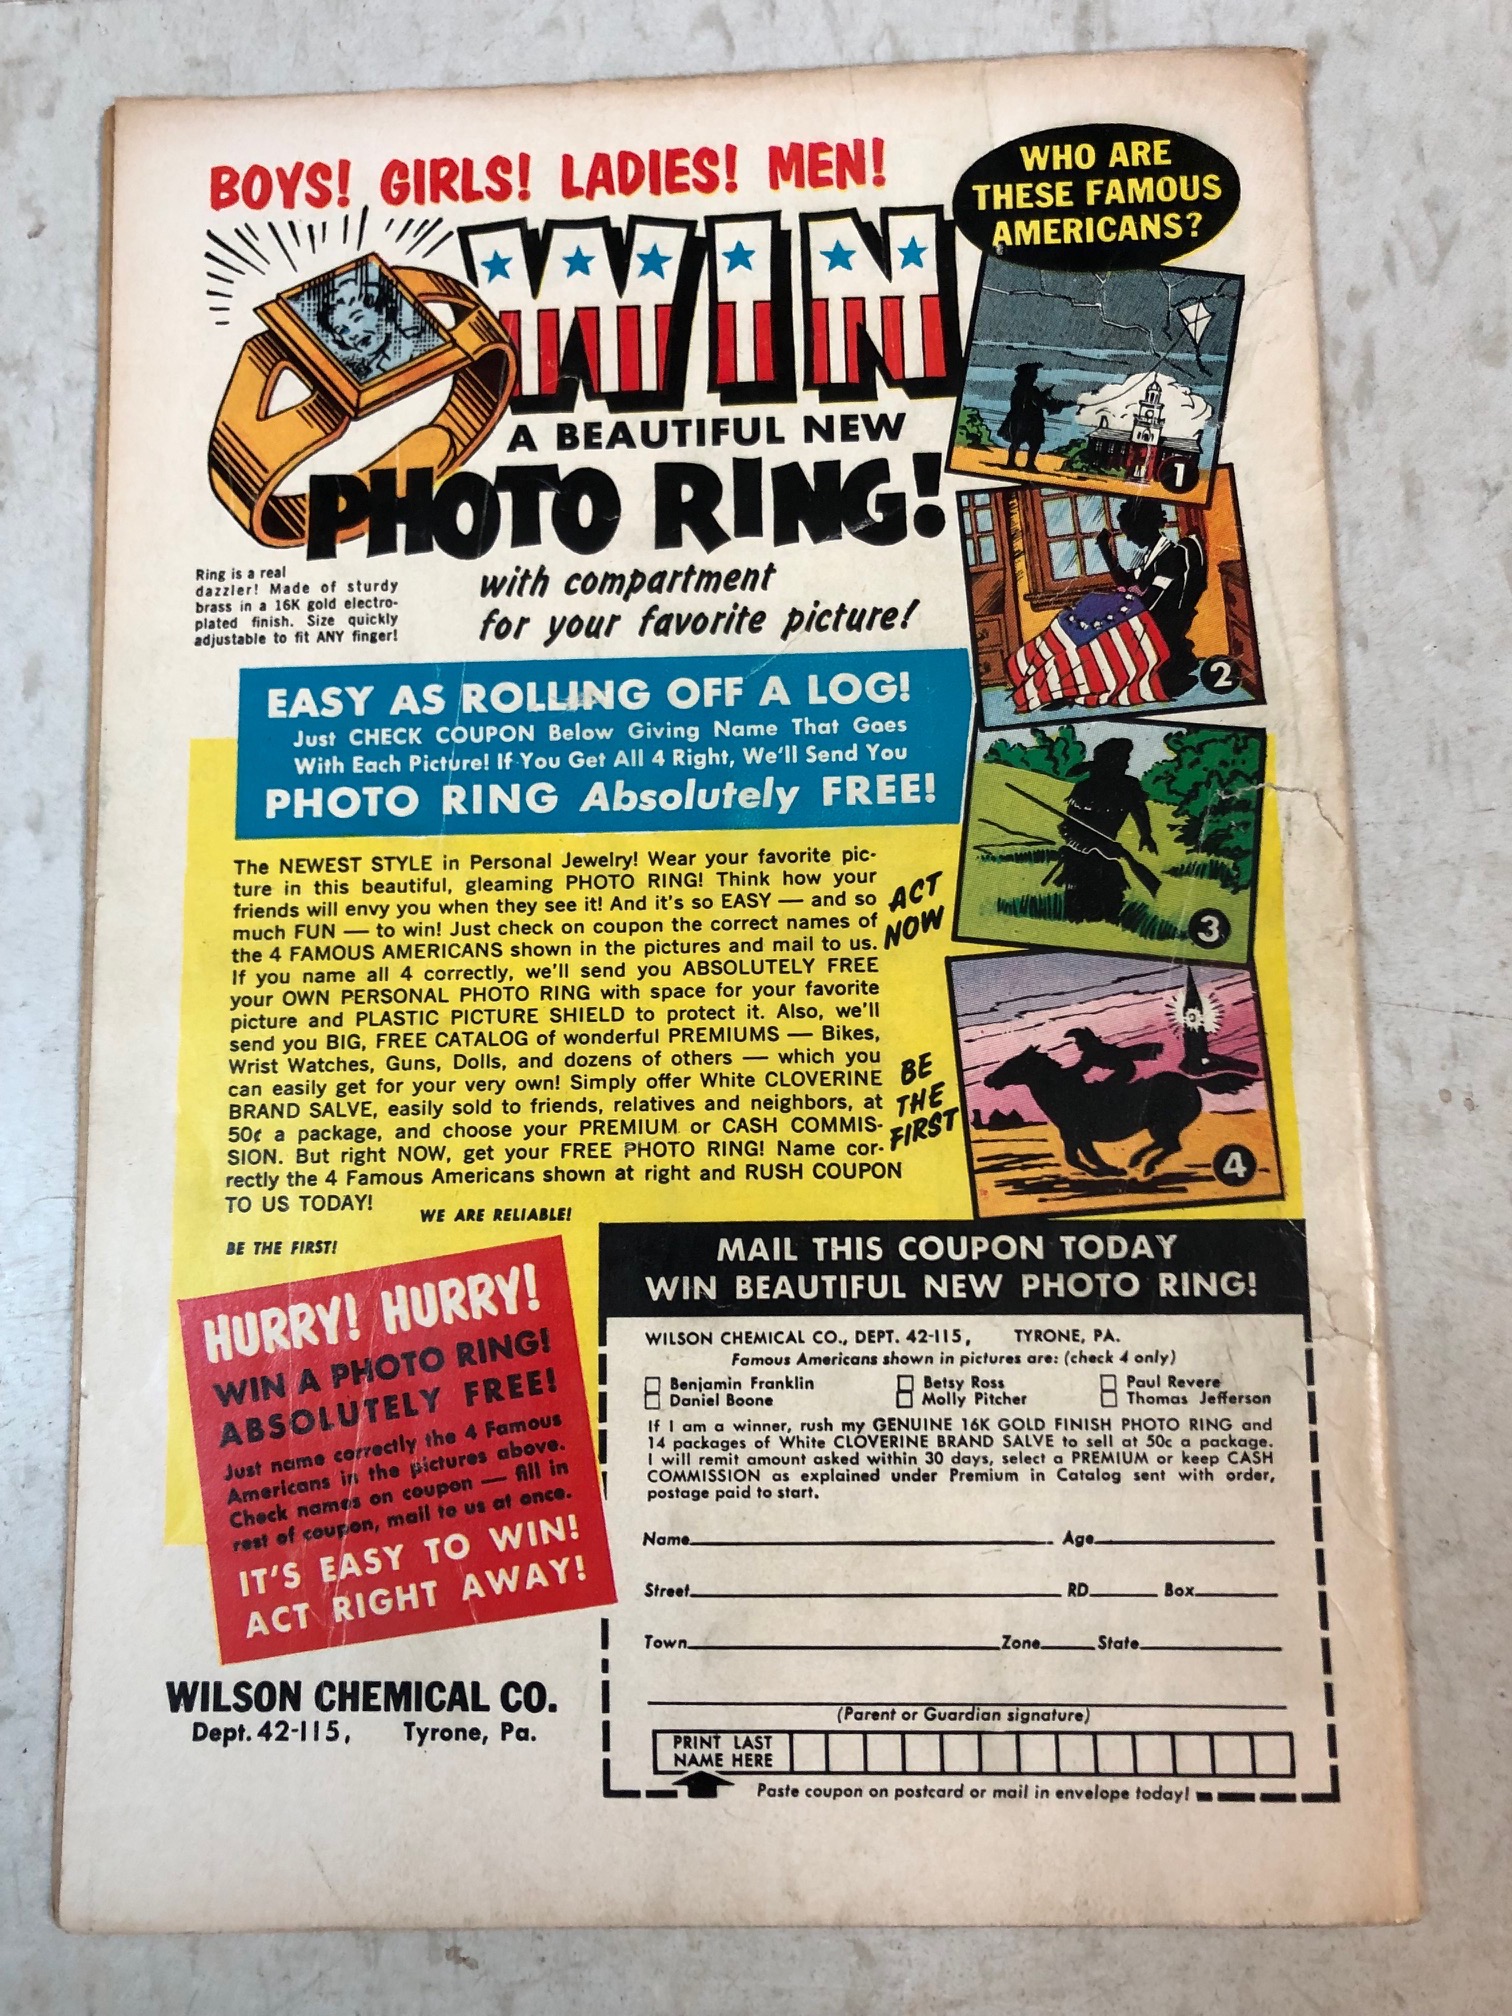 BOYS! GIRLS! LADIES! MEN!
WIN
A BEAUTIFUL NEW
PHOTO RING!
with compartment
for your favorite picture!
Ring is a real
dazzler! Made of sturdy
brass in a 16K gold electro-
plated finish. Size quickly
adjustable to fit ANY finger!
WHO ARE
THESE FAMOUS
AMERICANS?
1
2
3
4
EASY AS ROLLING OFF A LOG!
Just CHECK COUPON Below Giving Name That Goes
With Each Picture! If You Get All 4 Right, We'll Send You
PHOTO RING Absolutely FREE!
The NEWEST STYLE in Personal Jewelry! Wear your favorite pic-
ture in this beautiful, gleaming PHOTO RING! Think how your
friends will envy you when they see it! And it's so EASY — and so
much FUN — to win! Just check on coupon the correct names of
the 4 FAMOUS AMERICANS shown in the pictures and mail to us.
If you name all 4 correctly, we'll send you ABSOLUTELY FREE
your OWN PERSONAL PHOTO RING with space for your favorite
picture and PLASTIC PICTURE SHIELD to protect it. Also, we'll
send you BIG, FREE CATALOG of wonderful PREMIUMS — Bikes,
Wrist Watches, Guns, Dolls, and dozens of others — which you
can easily get for your very own! Simply offer White CLOVERINE
BRAND SALVE, easily sold to friends, relatives and neighbors, at
50¢ a package, and choose your PREMIUM or CASH COMMIS-
SION. But right NOW, get your FREE PHOTO RING! Name cor-
rectly the 4 Famous Americans shown at right and RUSH COUPON
TO US TODAY!
WE ARE RELIABLE!
BE THE FIRST!
ACT
NOW
BE
THE
FIRST
HURRY! HURRY!
WIN A PHOTO RING!
ABSOLUTELY FREE!
Just name correctly the 4 Famous
Americans in the pictures above.
Check names on coupon — fill in
rest of coupon, mail to us at once.
IT'S EASY TO WIN!
ACT RIGHT AWAY!
WILSON CHEMICAL CO.
Dept. 42-115, Tyrone, Pa.
MAIL THIS COUPON TODAY
WIN BEAUTIFUL NEW PHOTO RING!
WILSON CHEMICAL CO., DEPT. 42-115, TYRONE, PA.
Famous Americans shown in pictures are: (check 4 only)
Benjamin Franklin Betsy Ross Paul Revere
Daniel Boone Molly Pitcher Thomas Jefferson
If I am a winner, rush my GENUINE 16K GOLD FINISH PHOTO RING and
14 packages of White CLOVERINE BRAND SALVE to sell at 50c a package.
I will remit amount asked within 30 days, select a PREMIUM or keep CASH
COMMISSION as explained under Premium in Catalog sent with order,
postage paid to start.
Name Age
Street RD Box
Town Zone State
(Parent or Guardian signature)
PRINT LAST
NAME HERE
Paste coupon on postcard or mail in envelope today!